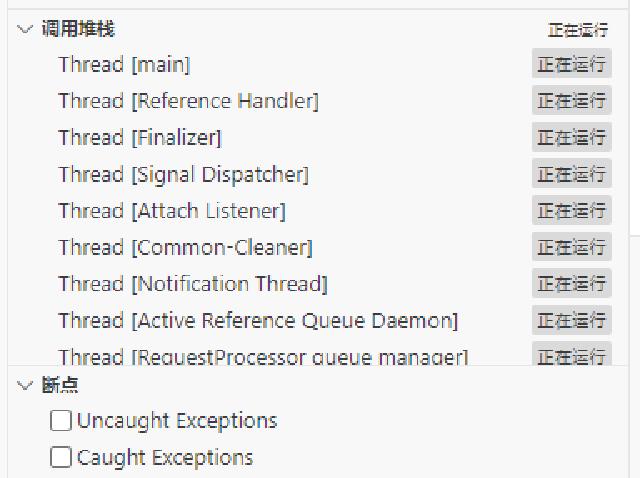 调用堆栈 正在运行
Thread [main] 正在运行
Thread [Reference Handler] 正在运行
Thread [Finalizer] 正在运行
Thread [Signal Dispatcher] 正在运行
Thread [Attach Listener] 正在运行
Thread [Common-Cleaner] 正在运行
Thread [Notification Thread] 正在运行
Thread [Active Reference Queue Daemon] 正在运行
Thread [RequestProcessor queue manager] 正在运行
断点
Uncaught Exceptions
Caught Exceptions